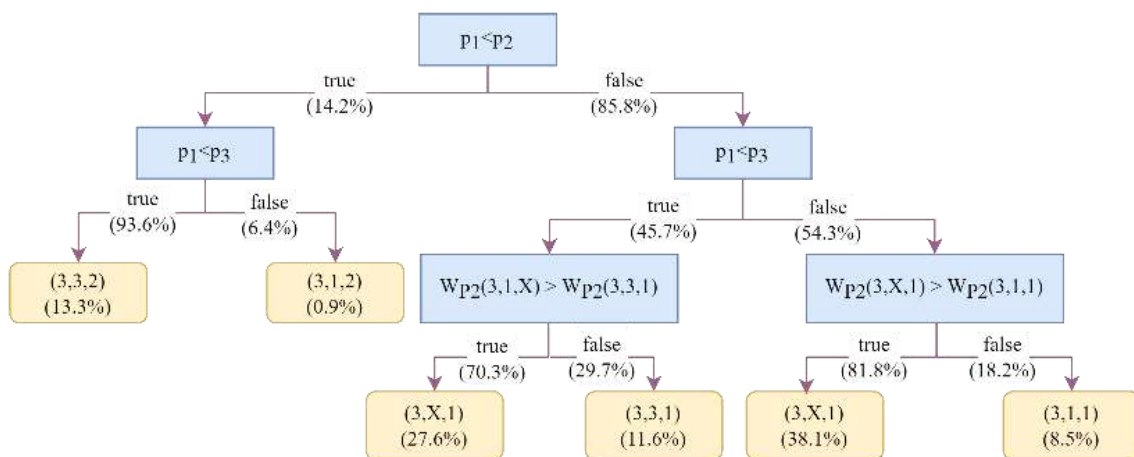 p1<p2
true
(14.2%)
false
(85.8%)
p1<p3
p1<p3
true
(93.6%)
false
(6.4%)
true
(45.7%)
false
(54.3%)
(3,3,2)
(13.3%)
(3,1,2)
(0.9%)
WP2(3,1,X) > WP2(3,3,1)
WP2(3,X,1) > WP2(3,1,1)
true
(70.3%)
false
(29.7%)
true
(81.8%)
false
(18.2%)
(3,X,1)
(27.6%)
(3,3,1)
(11.6%)
(3,X,1)
(38.1%)
(3,1,1)
(8.5%)